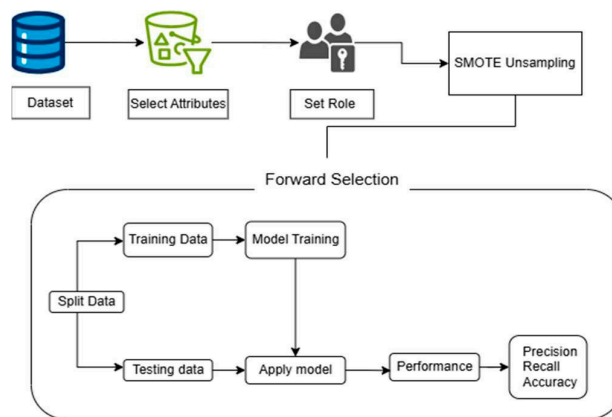 Dataset
Select Attributes
Set Role
SMOTE Unsampling
Forward Selection
Training Data
Model Training
Split Data
Testing data
Apply model
Performance
Precision
Recall
Accuracy